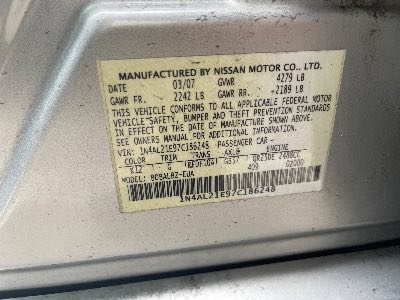 MANUFACTURED BY NISSAN MOTOR CO., LTD.
DATE 03/07 GVWR 4279 LB
GAWR FR. 2242 LB GAWR RR. 2189 LB
THIS VEHICLE CONFORMS TO ALL APPLICABLE FEDERAL MOTOR
VEHICLE SAFETY, BUMPER AND THEFT PREVENTION STANDARDS
IN EFFECT ON THE DATE OF MANUFACTURE SHOWN ABOVE.
SEE OWNERS MANUAL FOR ADDITIONAL INFORMATION.
VIN: 1N4AL21E97C186248 PASSENGER CAR
COLOR TRIM TRANS AXLE ENGINE
K12 G QR25DE 2488CC
MODEL:
1N4AL21E97C186248